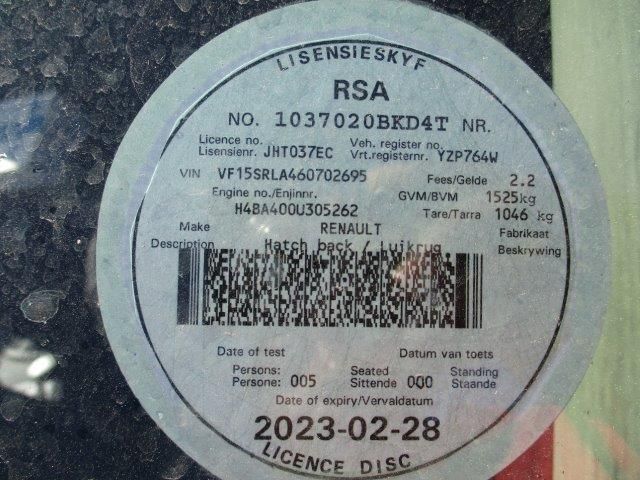 LISENSIESKYF
RSA
NO. 1037020BKD4T NR.
Licence no. Veh. register no.
Lisensienr. JHT037EC Vrt.registernr. YZP764W
VIN VF15SRLA460702695 Fees/Gelde 2.2
Engine no./Enjinnr. GVM/BVM 1525kg
H4BA400U305262 Tare/Tarra 1046 kg
Make RENAULT Fabrikaat
Description Hatch back / Luikrug Beskrywing
Date of test Datum van toets
Persons: Seated Standing
Persone: 005 Sittende 000 Staande
Date of expiry/Vervaldatum
2023-02-28
LICENCE DISC